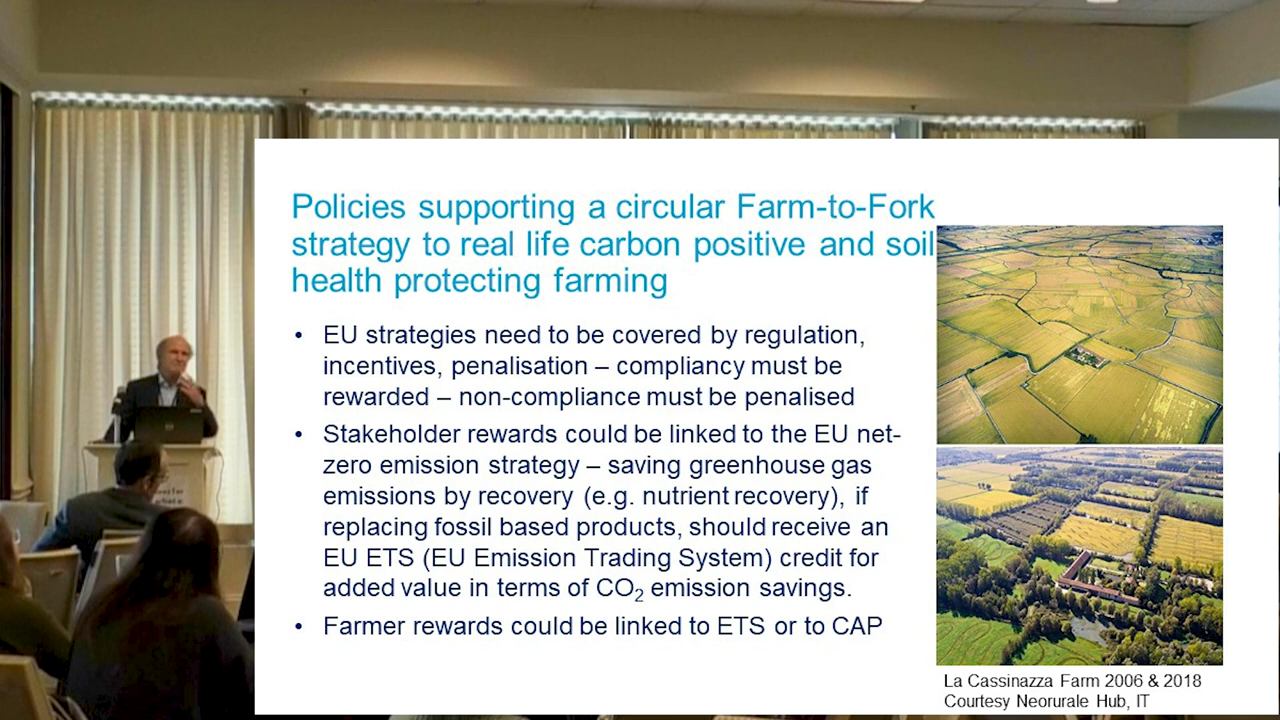 Policies supporting a circular Farm-to-Fork
strategy to real life carbon positive and soil
health protecting farming
• EU strategies need to be covered by regulation,
incentives, penalisation – compliancy must be
rewarded – non-compliance must be penalised
• Stakeholder rewards could be linked to the EU net-
zero emission strategy – saving greenhouse gas
emissions by recovery (e.g. nutrient recovery), if
replacing fossil based products, should receive an
EU ETS (EU Emission Trading System) credit for
added value in terms of CO₂ emission savings.
• Farmer rewards could be linked to ETS or to CAP
La Cassinazza Farm 2006 & 2018
Courtesy Neorurale Hub, IT